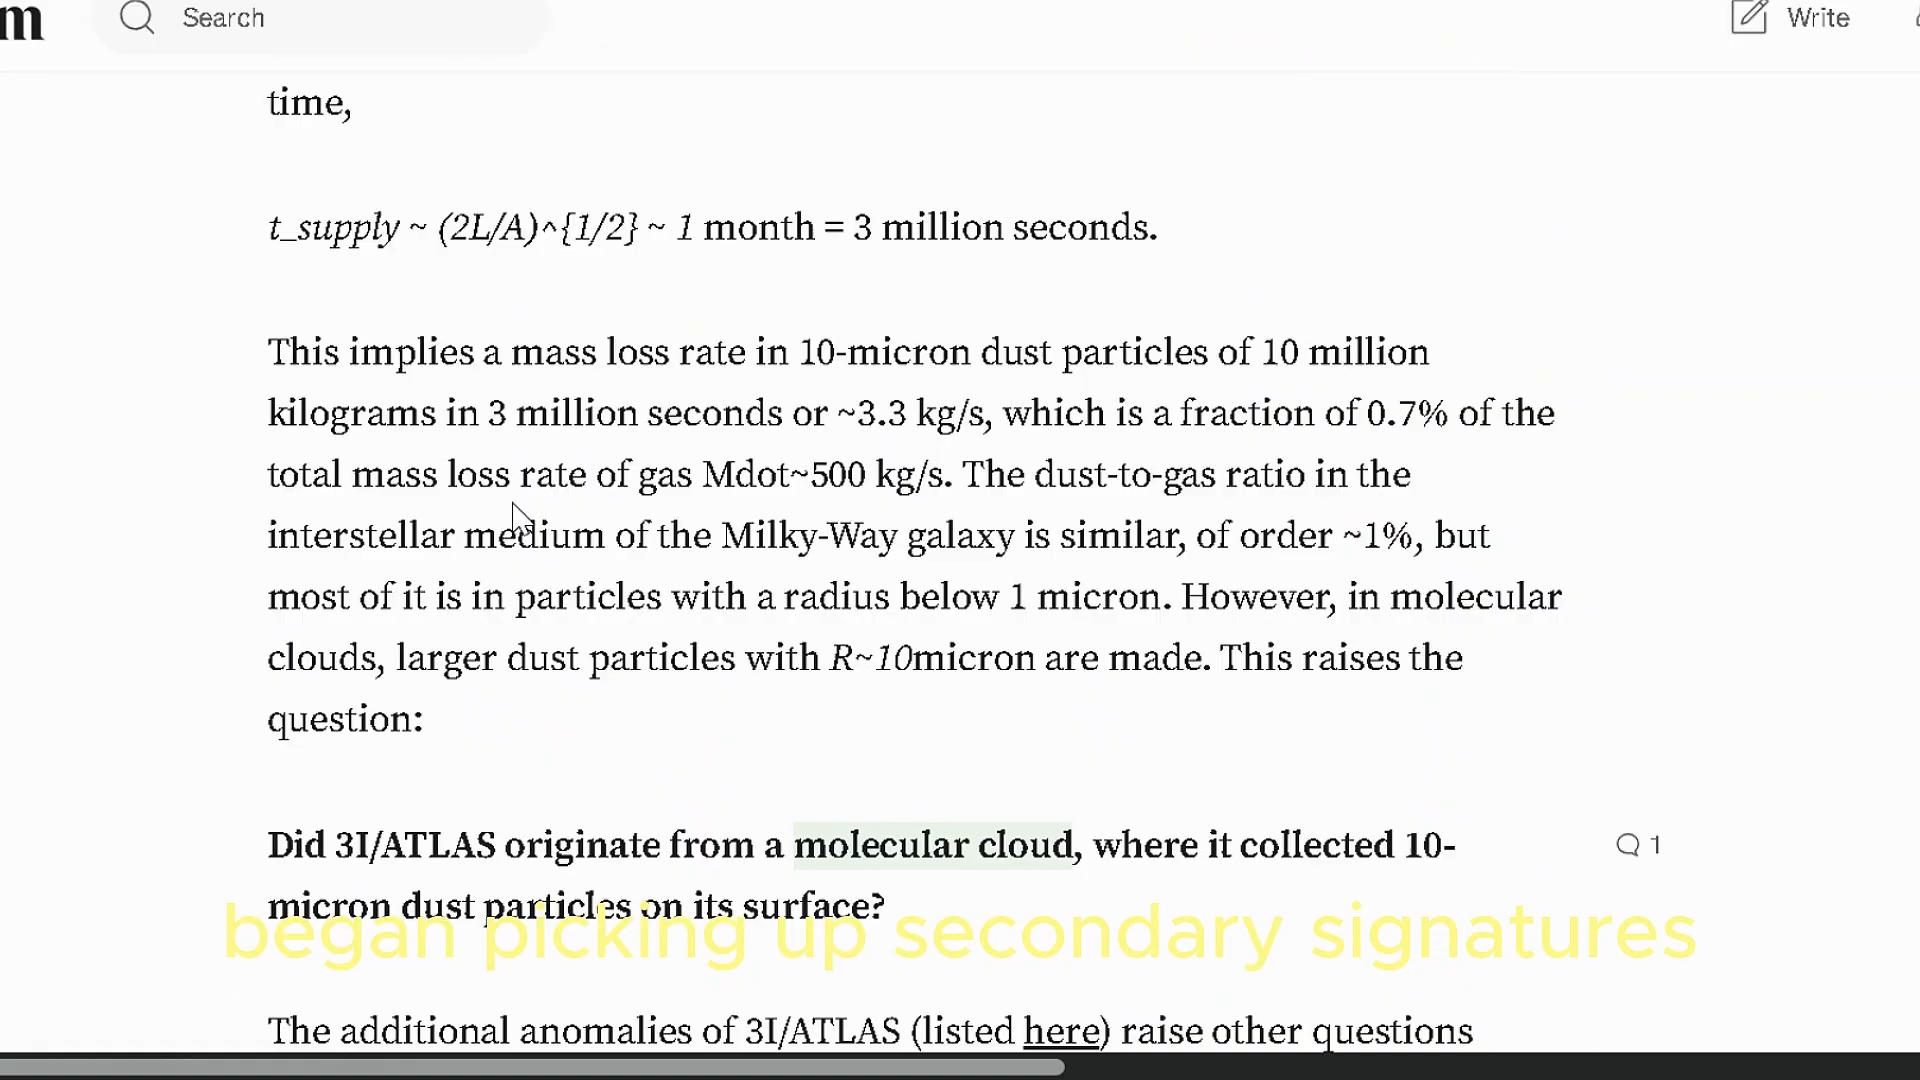 m
Search
Write
time,
t_supply ~ (2L/A)^{1/2} ~ 1 month = 3 million seconds.
This implies a mass loss rate in 10-micron dust particles of 10 million
kilograms in 3 million seconds or ~3.3 kg/s, which is a fraction of 0.7% of the
total mass loss rate of gas Mdot~500 kg/s. The dust-to-gas ratio in the
interstellar medium of the Milky-Way galaxy is similar, of order ~1%, but
most of it is in particles with a radius below 1 micron. However, in molecular
clouds, larger dust particles with R~10micron are made. This raises the
question:
Did 3I/ATLAS originate from a molecular cloud, where it collected 10-
1
micron dust particles on its surface?
began picking up secondary signatures
The additional anomalies of 3I/ATLAS (listed here) raise other questions